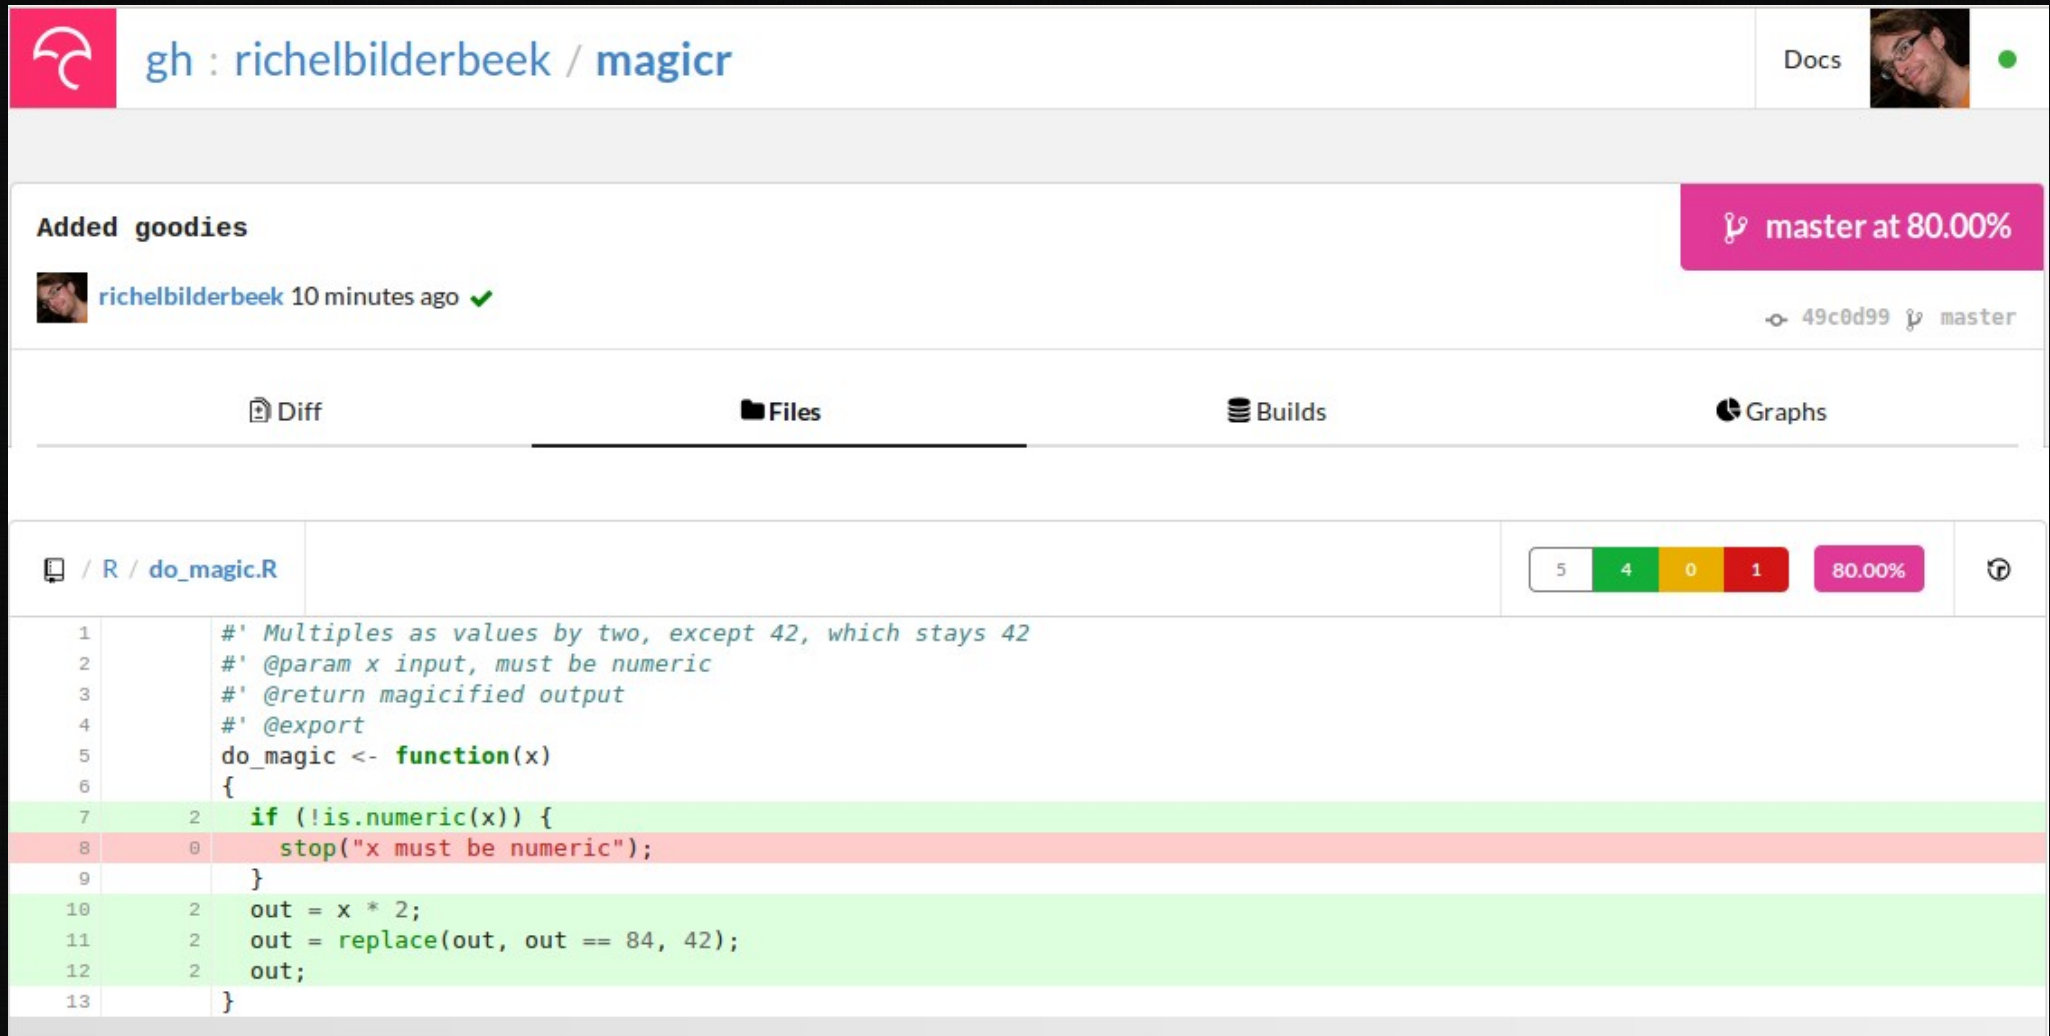 gh : richelbilderbeek / magicr
Docs
Added goodies
master at 80.00%
richelbilderbeek 10 minutes ago
49c0d99 master
Diff Files Builds Graphs
/ R / do_magic.R
5 4 0 1 80.00%
1 #' Multiples as values by two, except 42, which stays 42
2 #' @param x input, must be numeric
3 #' @return magicified output
4 #' @export
5 do_magic <- function(x)
6 {
7 2 if (!is.numeric(x)) {
8 0 stop("x must be numeric");
9 }
10 2 out = x * 2;
11 2 out = replace(out, out == 84, 42);
12 2 out;
13 }